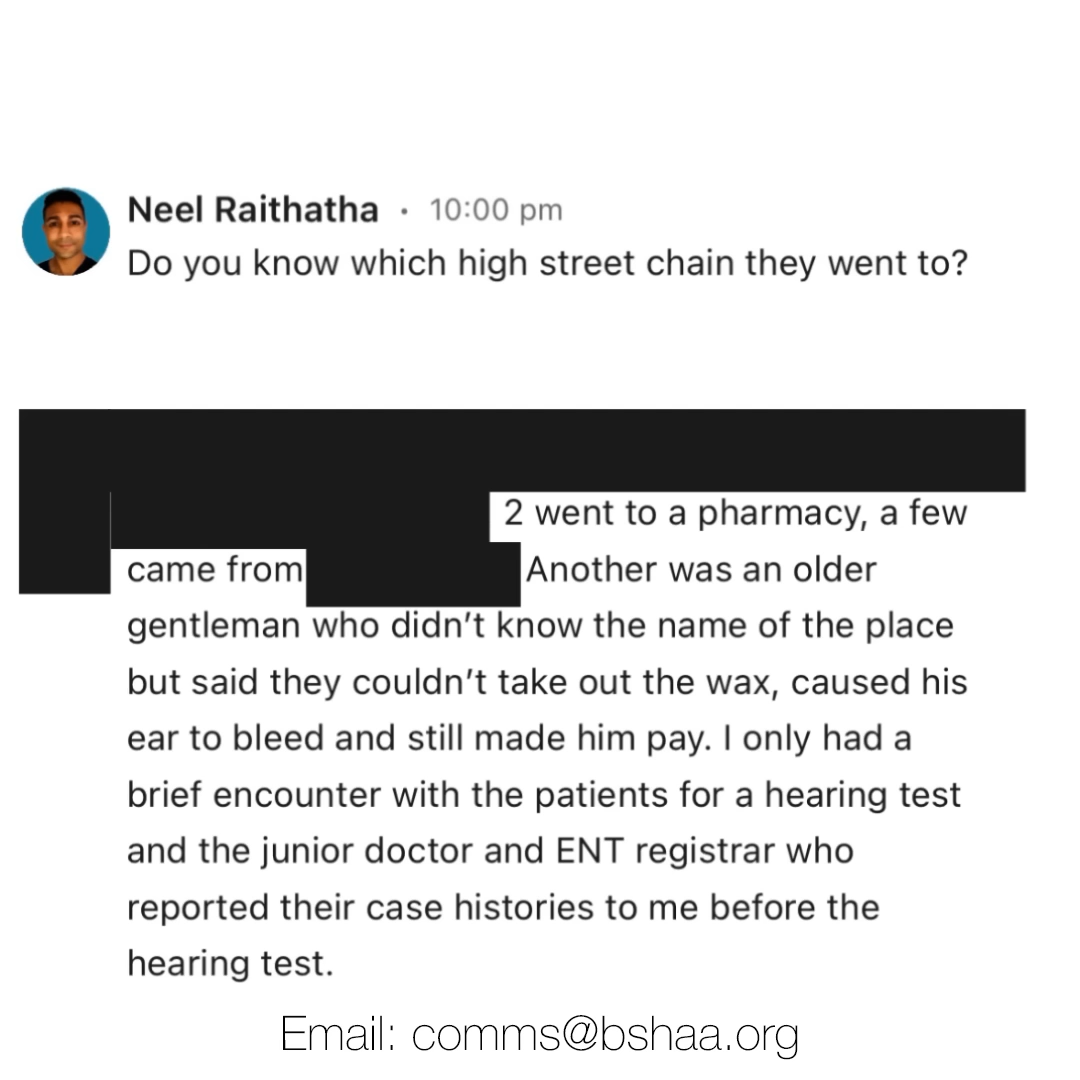 Neel Raithatha · 10:00 pm
Do you know which high street chain they went to?
2 went to a pharmacy, a few
came from Another was an older
gentleman who didn’t know the name of the place
but said they couldn’t take out the wax, caused his
ear to bleed and still made him pay. I only had a
brief encounter with the patients for a hearing test
and the junior doctor and ENT registrar who
reported their case histories to me before the
hearing test.
Email: comms@bshaa.org